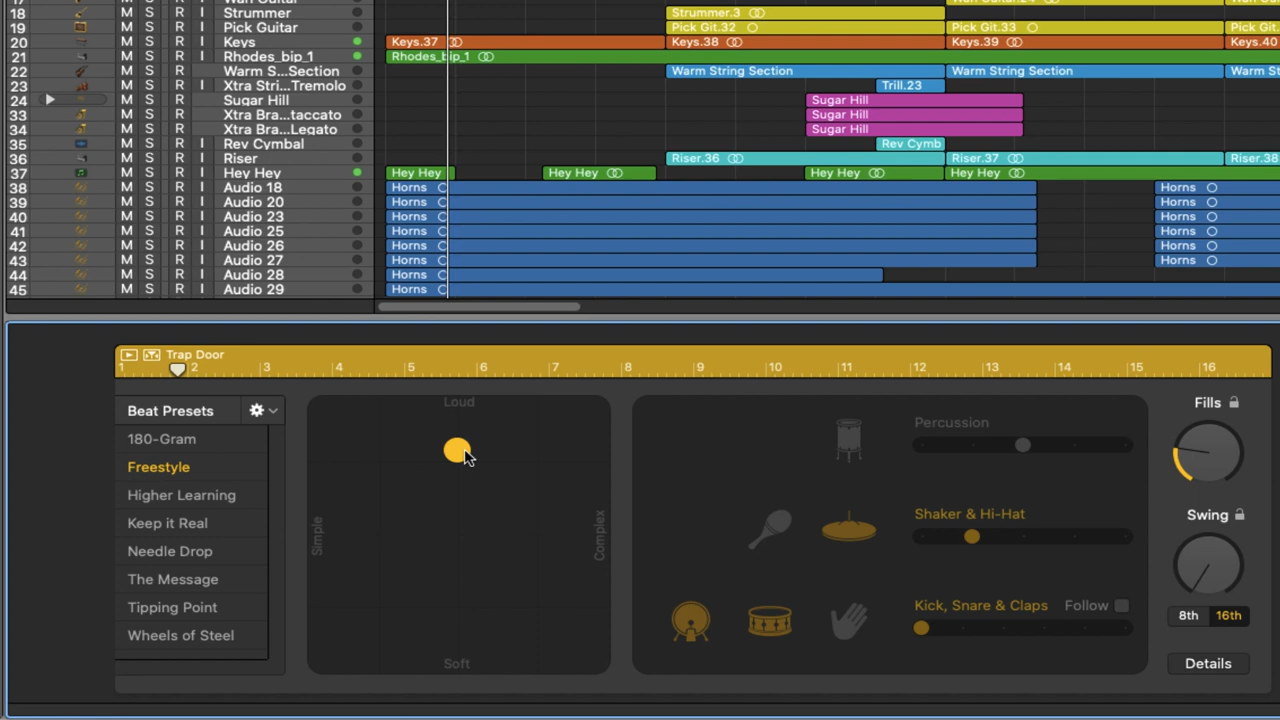 18 M S R Strummer Strummer.3
19 M S R Pick Guitar Pick Git.32 Pick Git.33 Pick Git.
20 M S R Keys Keys.37 Keys.38 Keys.39 Keys.40
21 M S R I Rhodes_bip_1 Rhodes_bip_1
22 M S R Warm S...Section Warm String Section Warm String Section Warm St
23 M S R I Xtra Stri...Tremolo Trill.23
24 M S R Sugar Hill Sugar Hill
33 M S R Xtra Bra...taccato Sugar Hill
34 M S R Xtra Bra...Legato Sugar Hill
35 M S R I Rev Cymbal Rev Cymb
36 M S R I Riser Riser.36 Riser.37 Riser.38
37 M S R I Hey Hey Hey Hey Hey Hey Hey Hey Hey Hey
38 M S R I Audio 18 Horns Horns
39 M S R I Audio 20 Horns Horns
40 M S R I Audio 23 Horns Horns
41 M S R I Audio 25 Horns Horns
42 M S R I Audio 26 Horns Horns
43 M S R I Audio 27 Horns Horns
44 M S R I Audio 28 Horns
45 M S R I Audio 29 Horns
Trap Door
1 2 3 4 5 6 7 8 9 10 11 12 13 14 15 16
Beat Presets
180-Gram
Freestyle
Higher Learning
Keep it Real
Needle Drop
The Message
Tipping Point
Wheels of Steel
Loud
Simple
Complex
Soft
Percussion
Shaker & Hi-Hat
Kick, Snare & Claps Follow
Fills
Swing
8th 16th
Details